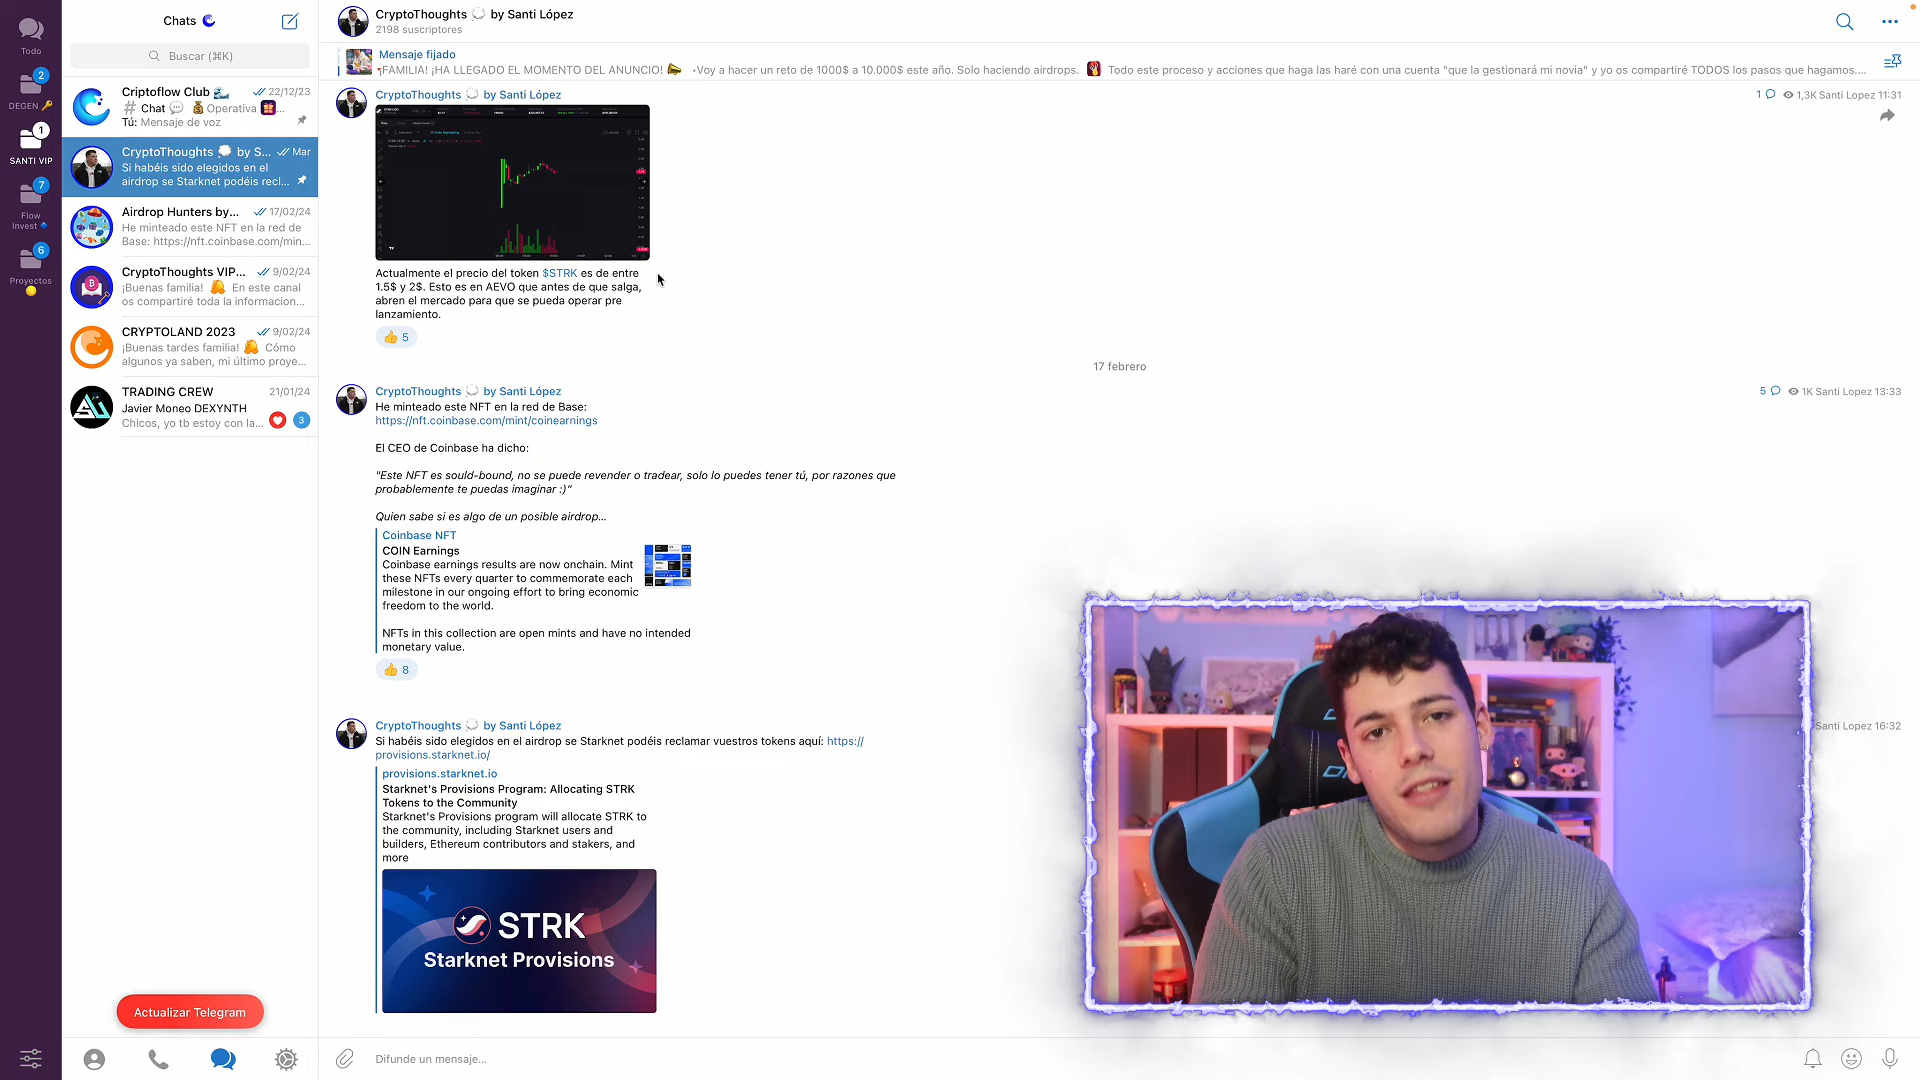 Todo
2
DEGEN 🔑
1
SANTI VIP
7
Flow
Invest
6
Proyectos
Chats
Buscar (⌘K)
Criptoflow Club 🌊
22/12/23
# Chat 💬 💰 Operativa 🎁...
Tú: Mensaje de voz
CryptoThoughts 💭 by S...
Mar
Si habéis sido elegidos en el
airdrop se Starknet podéis recl...
Airdrop Hunters by...
17/02/24
He minteado este NFT en la red de
Base: https://nft.coinbase.com/min...
CryptoThoughts VIP...
9/02/24
¡Buenas familia! 🫠 En este canal
os compartiré toda la informacion...
CRYPTOLAND 2023
9/02/24
¡Buenas tardes familia! 🫠 Cómo
algunos ya saben, mi último proye...
TRADING CREW
21/01/24
Javier Moneo DEXYNTH
Chicos, yo tb estoy con la...
3
Actualizar Telegram
CryptoThoughts 💭 by Santi López
2198 suscriptores
Mensaje fijado
¡FAMILIA! ¡HA LLEGADO EL MOMENTO DEL ANUNCIO! 📣 •Voy a hacer un reto de 1000$ a 10.000$ este año. Solo haciendo airdrops. Todo este proceso y acciones que haga las haré con una cuenta "que la gestionará mi novia" y yo os compartiré TODOS los pasos que hagamos....
CryptoThoughts 💭 by Santi López
1 1,3K Santi Lopez 11:31
Actualmente el precio del token $STRK es de entre
1.5$ y 2$. Esto es en AEVO que antes de que salga,
abren el mercado para que se pueda operar pre
lanzamiento.
👍 5
17 febrero
CryptoThoughts 💭 by Santi López
5 1K Santi Lopez 13:33
He minteado este NFT en la red de Base:
https://nft.coinbase.com/mint/coinearnings
El CEO de Coinbase ha dicho:
"Este NFT es sould-bound, no se puede revender o tradear, solo lo puedes tener tú, por razones que
probablemente te puedas imaginar :)"
Quien sabe si es algo de un posible airdrop...
Coinbase NFT
COIN Earnings
Coinbase earnings results are now onchain. Mint
these NFTs every quarter to commemorate each
milestone in our ongoing effort to bring economic
freedom to the world.
NFTs in this collection are open mints and have no intended
monetary value.
👍 8
CryptoThoughts 💭 by Santi López
Santi Lopez 16:32
Si habéis sido elegidos en el airdrop se Starknet podéis reclamar vuestros tokens aquí: https://
provisions.starknet.io/
provisions.starknet.io
Starknet's Provisions Program: Allocating STRK
Tokens to the Community
Starknet's Provisions program will allocate STRK to
the community, including Starknet users and
builders, Ethereum contributors and stakers, and
more
STRK
Starknet Provisions
Difunde un mensaje...